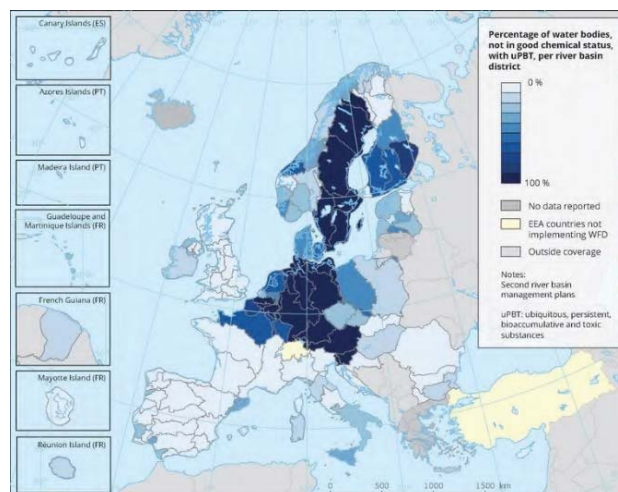 Canary Islands (ES)
Azores Islands (PT)
Madeira Island (PT)
Guadeloupe and
Martinique Islands (FR)
French Guiana (FR)
Mayotte Island (FR)
Réunion Island (FR)
Percentage of water bodies,
not in good chemical status,
with uPBT, per river basin
district
0 %
100 %
No data reported
EEA countries not
implementing WFD
Outside coverage
Notes:
Second river basin
management plans
uPBT: ubiquitous, persistent,
bioaccumulative and toxic
substances
0 500 1000 1500 km